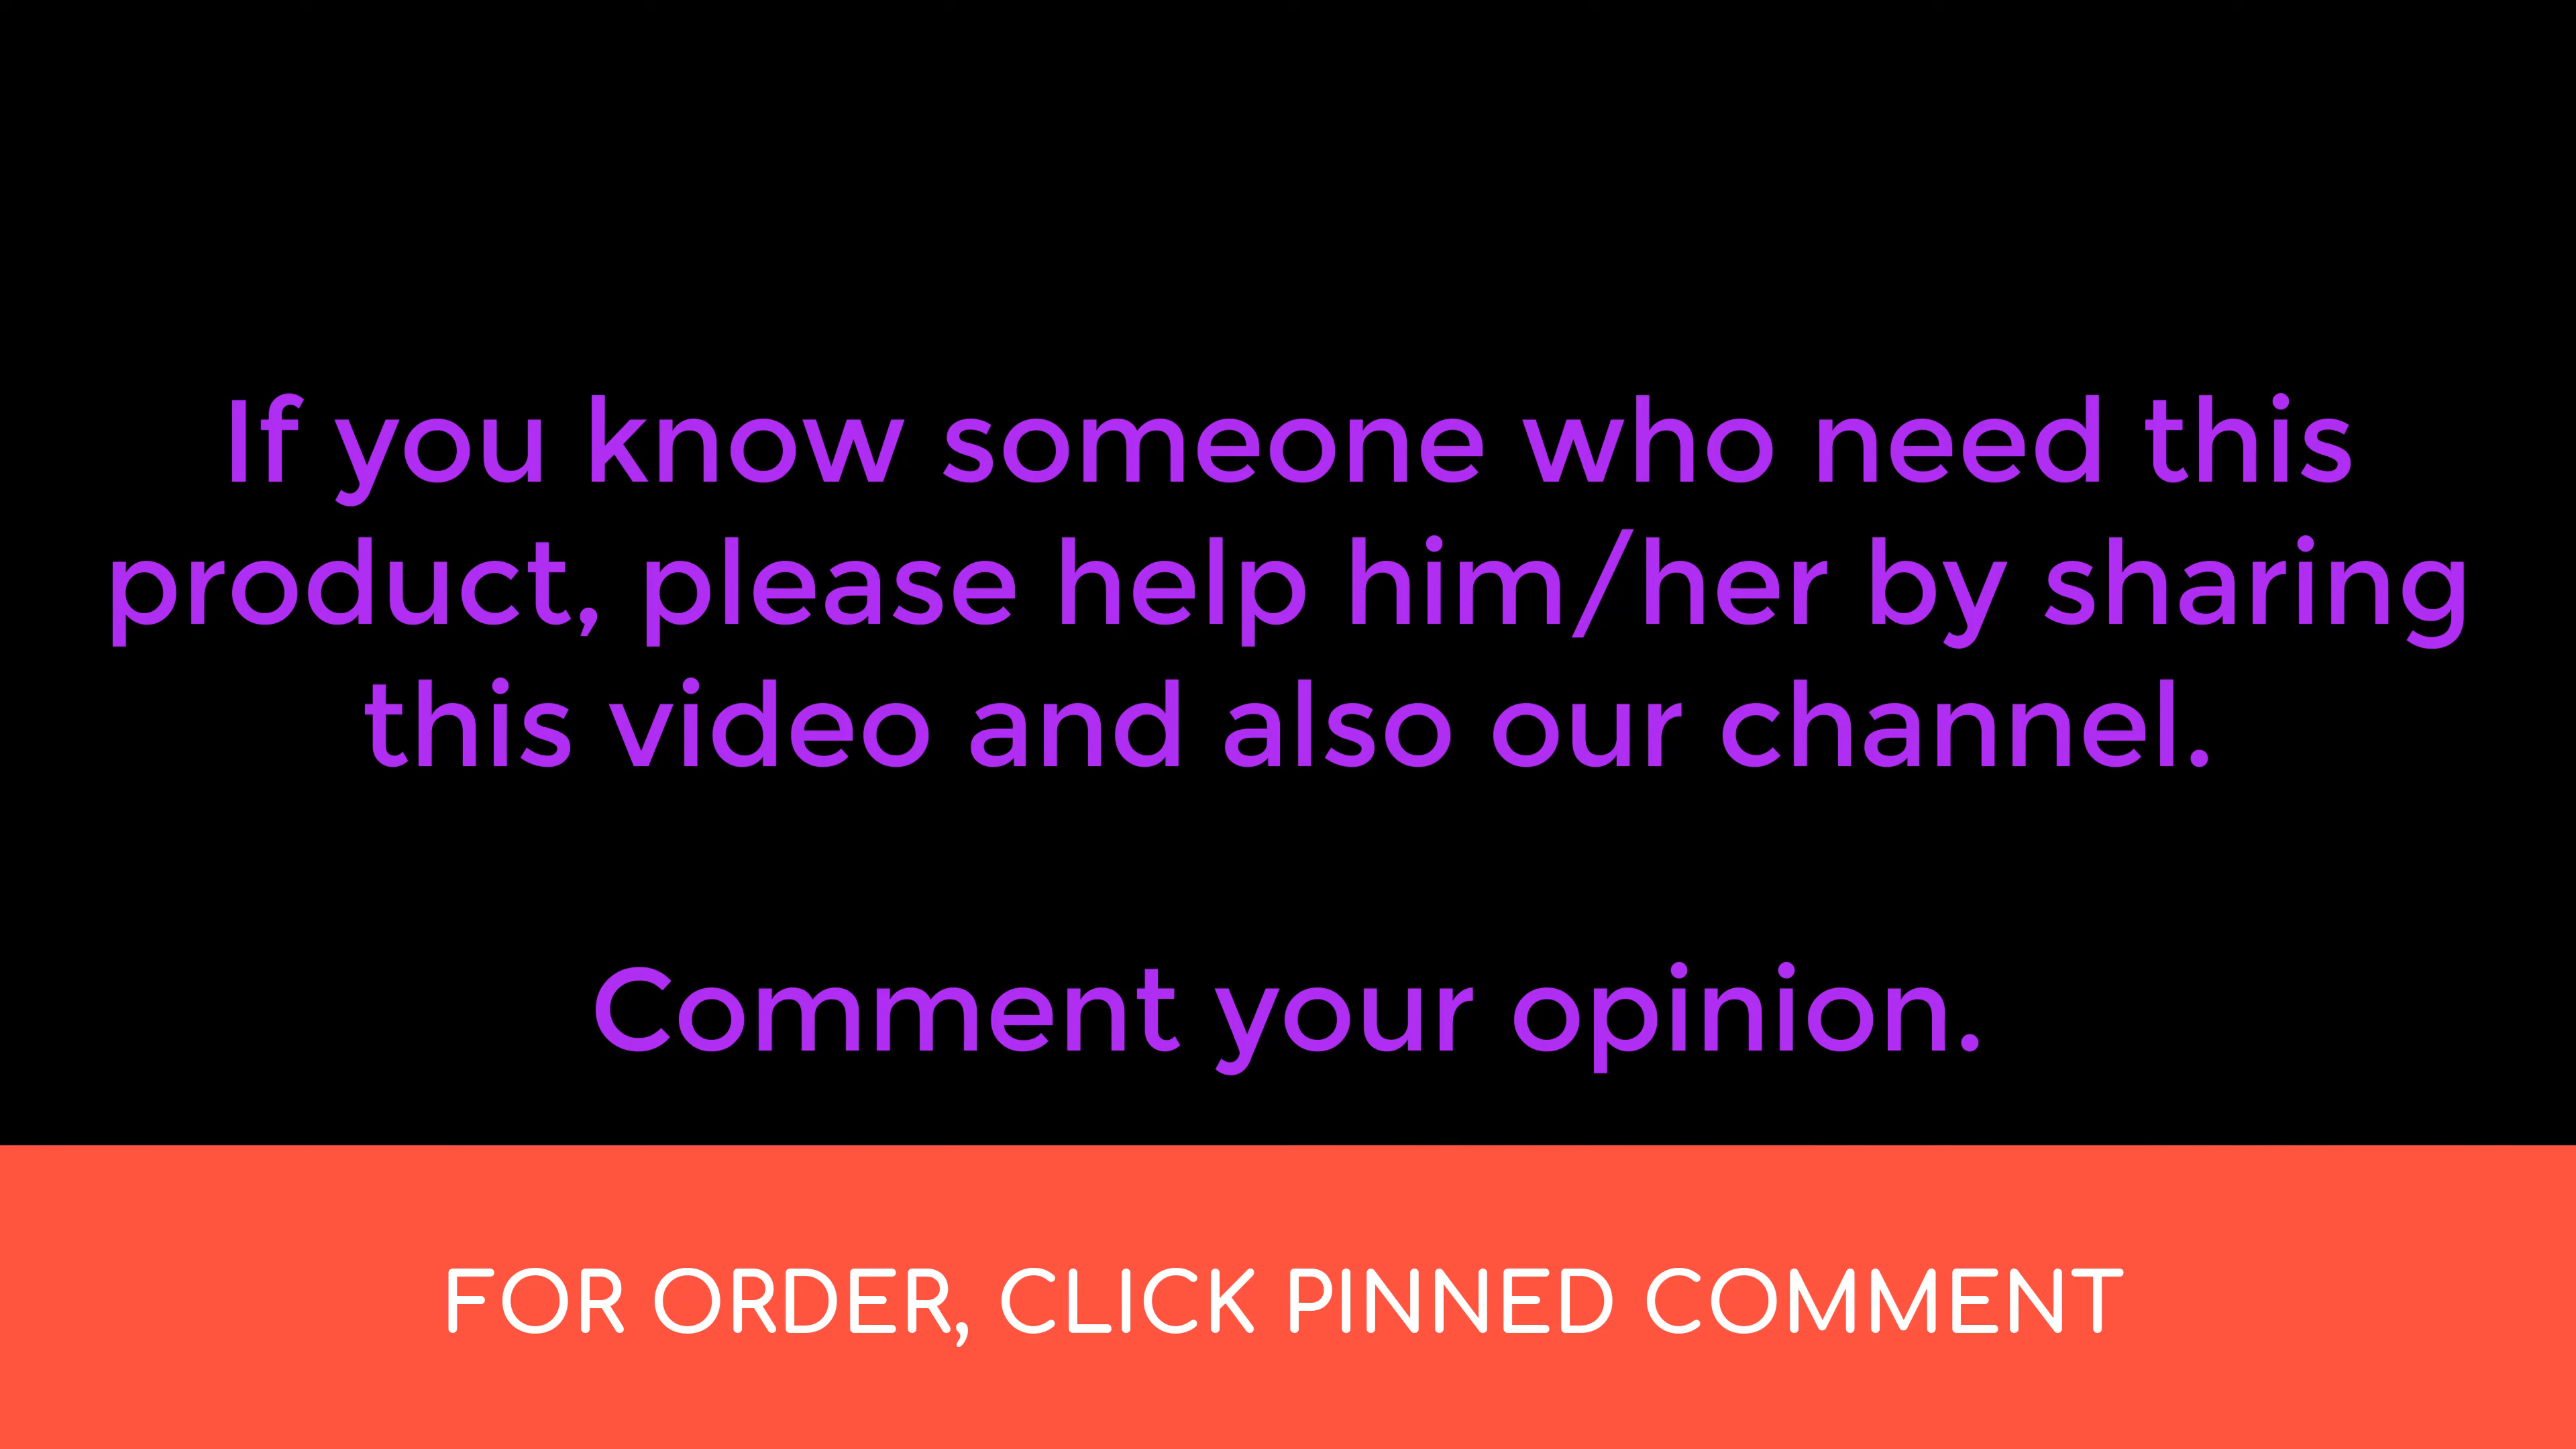 If you know someone who need this
product, please help him/her by sharing
this video and also our channel.
Comment your opinion.
FOR ORDER, CLICK PINNED COMMENT